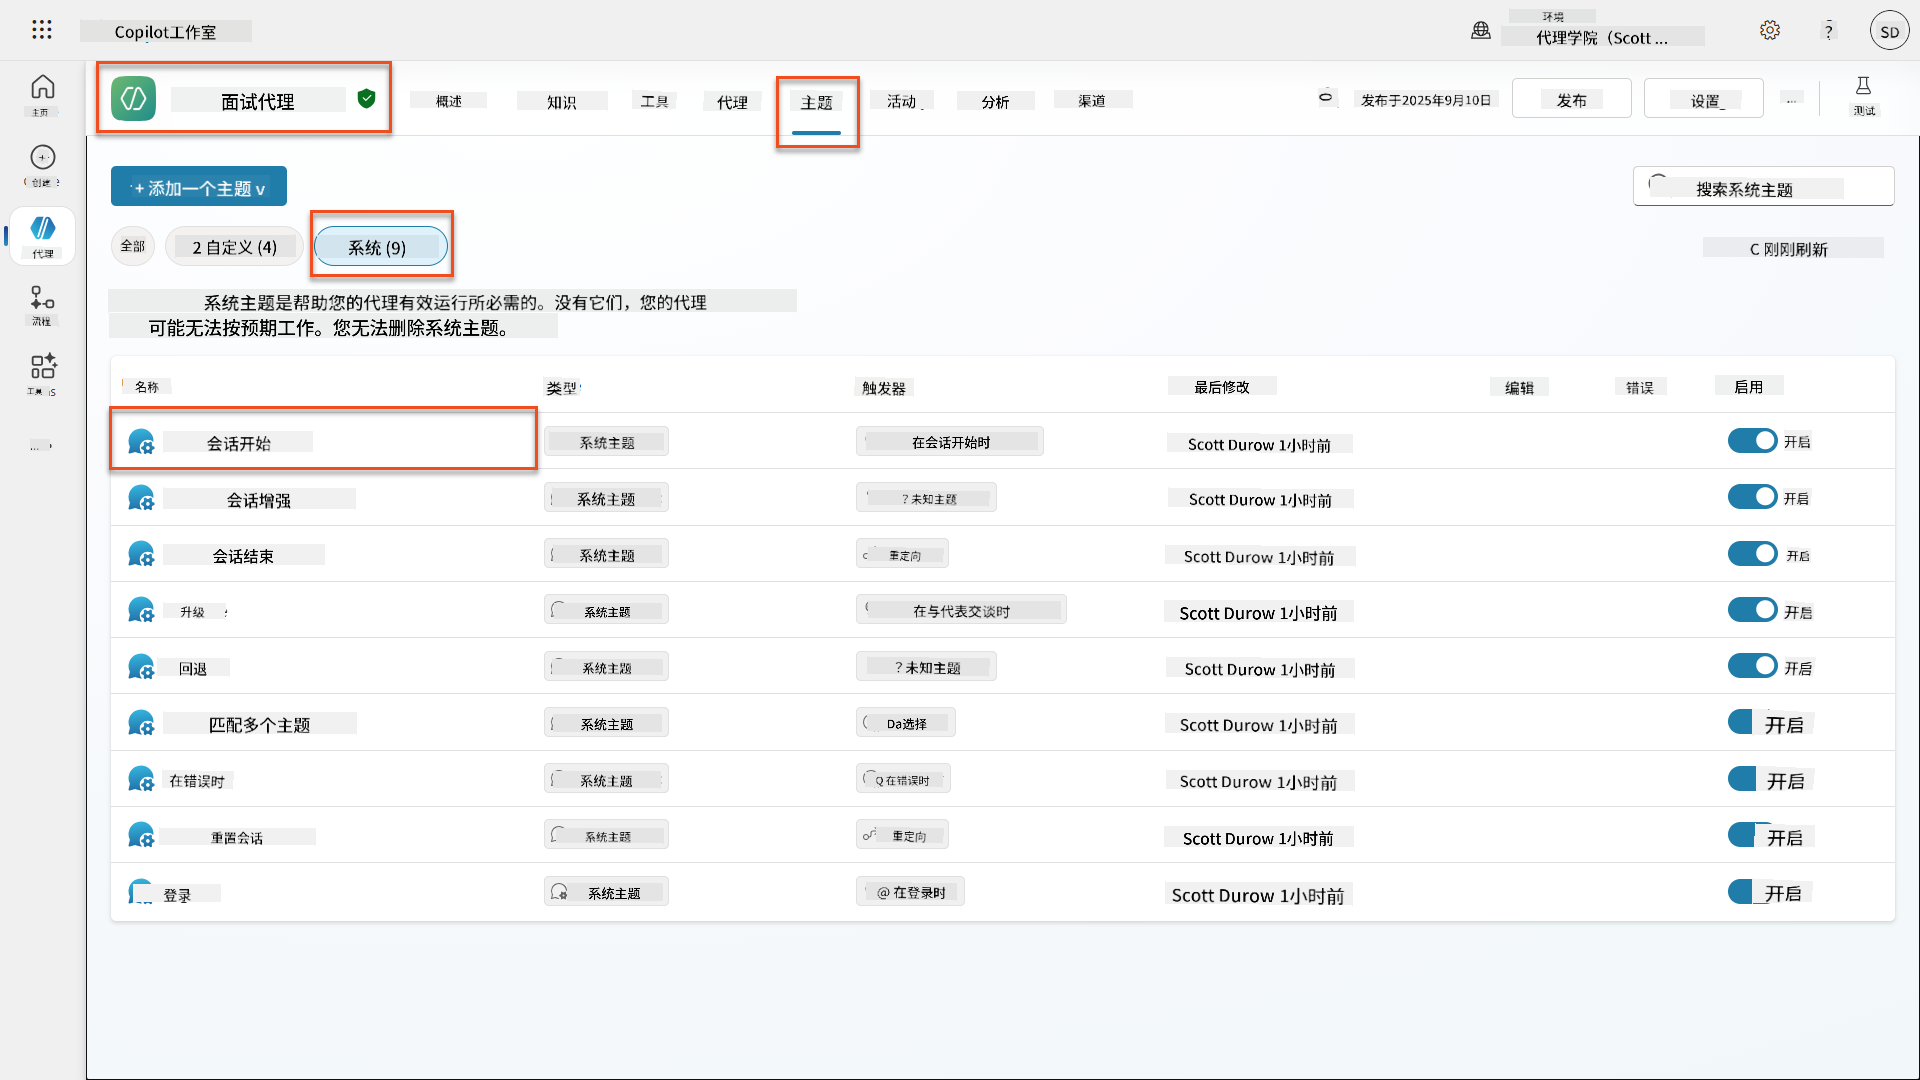 Copilot工作室
环境
代理学院（Scott ...
?
SD
主页
创建
代理
流程
工具
...
面试代理
概述
知识
工具
代理
主题
活动
分析
渠道
发布于2025年9月10日
发布
设置
...
测试
+ 添加一个主题 v
搜索系统主题
全部
2 自定义 (4)
系统 (9)
C 刚刚刷新
系统主题是帮助您的代理有效运行所必需的。没有它们，您的代理
可能无法按预期工作。您无法删除系统主题。
名称 类型 触发器 最后修改 编辑 错误 启用
会话开始 系统主题 在会话开始时 Scott Durow 1小时前 开启
会话增强 系统主题 ? 未知主题 Scott Durow 1小时前 开启
会话结束 系统主题 重定向 Scott Durow 1小时前 开启
升级 系统主题 在与代表交谈时 Scott Durow 1小时前 开启
回退 系统主题 ? 未知主题 Scott Durow 1小时前 开启
匹配多个主题 系统主题 Da选择 Scott Durow 1小时前 开启
在错误时 系统主题 Q 在错误时 Scott Durow 1小时前 开启
重置会话 系统主题 重定向 Scott Durow 1小时前 开启
登录 系统主题 @ 在登录时 Scott Durow 1小时前 开启